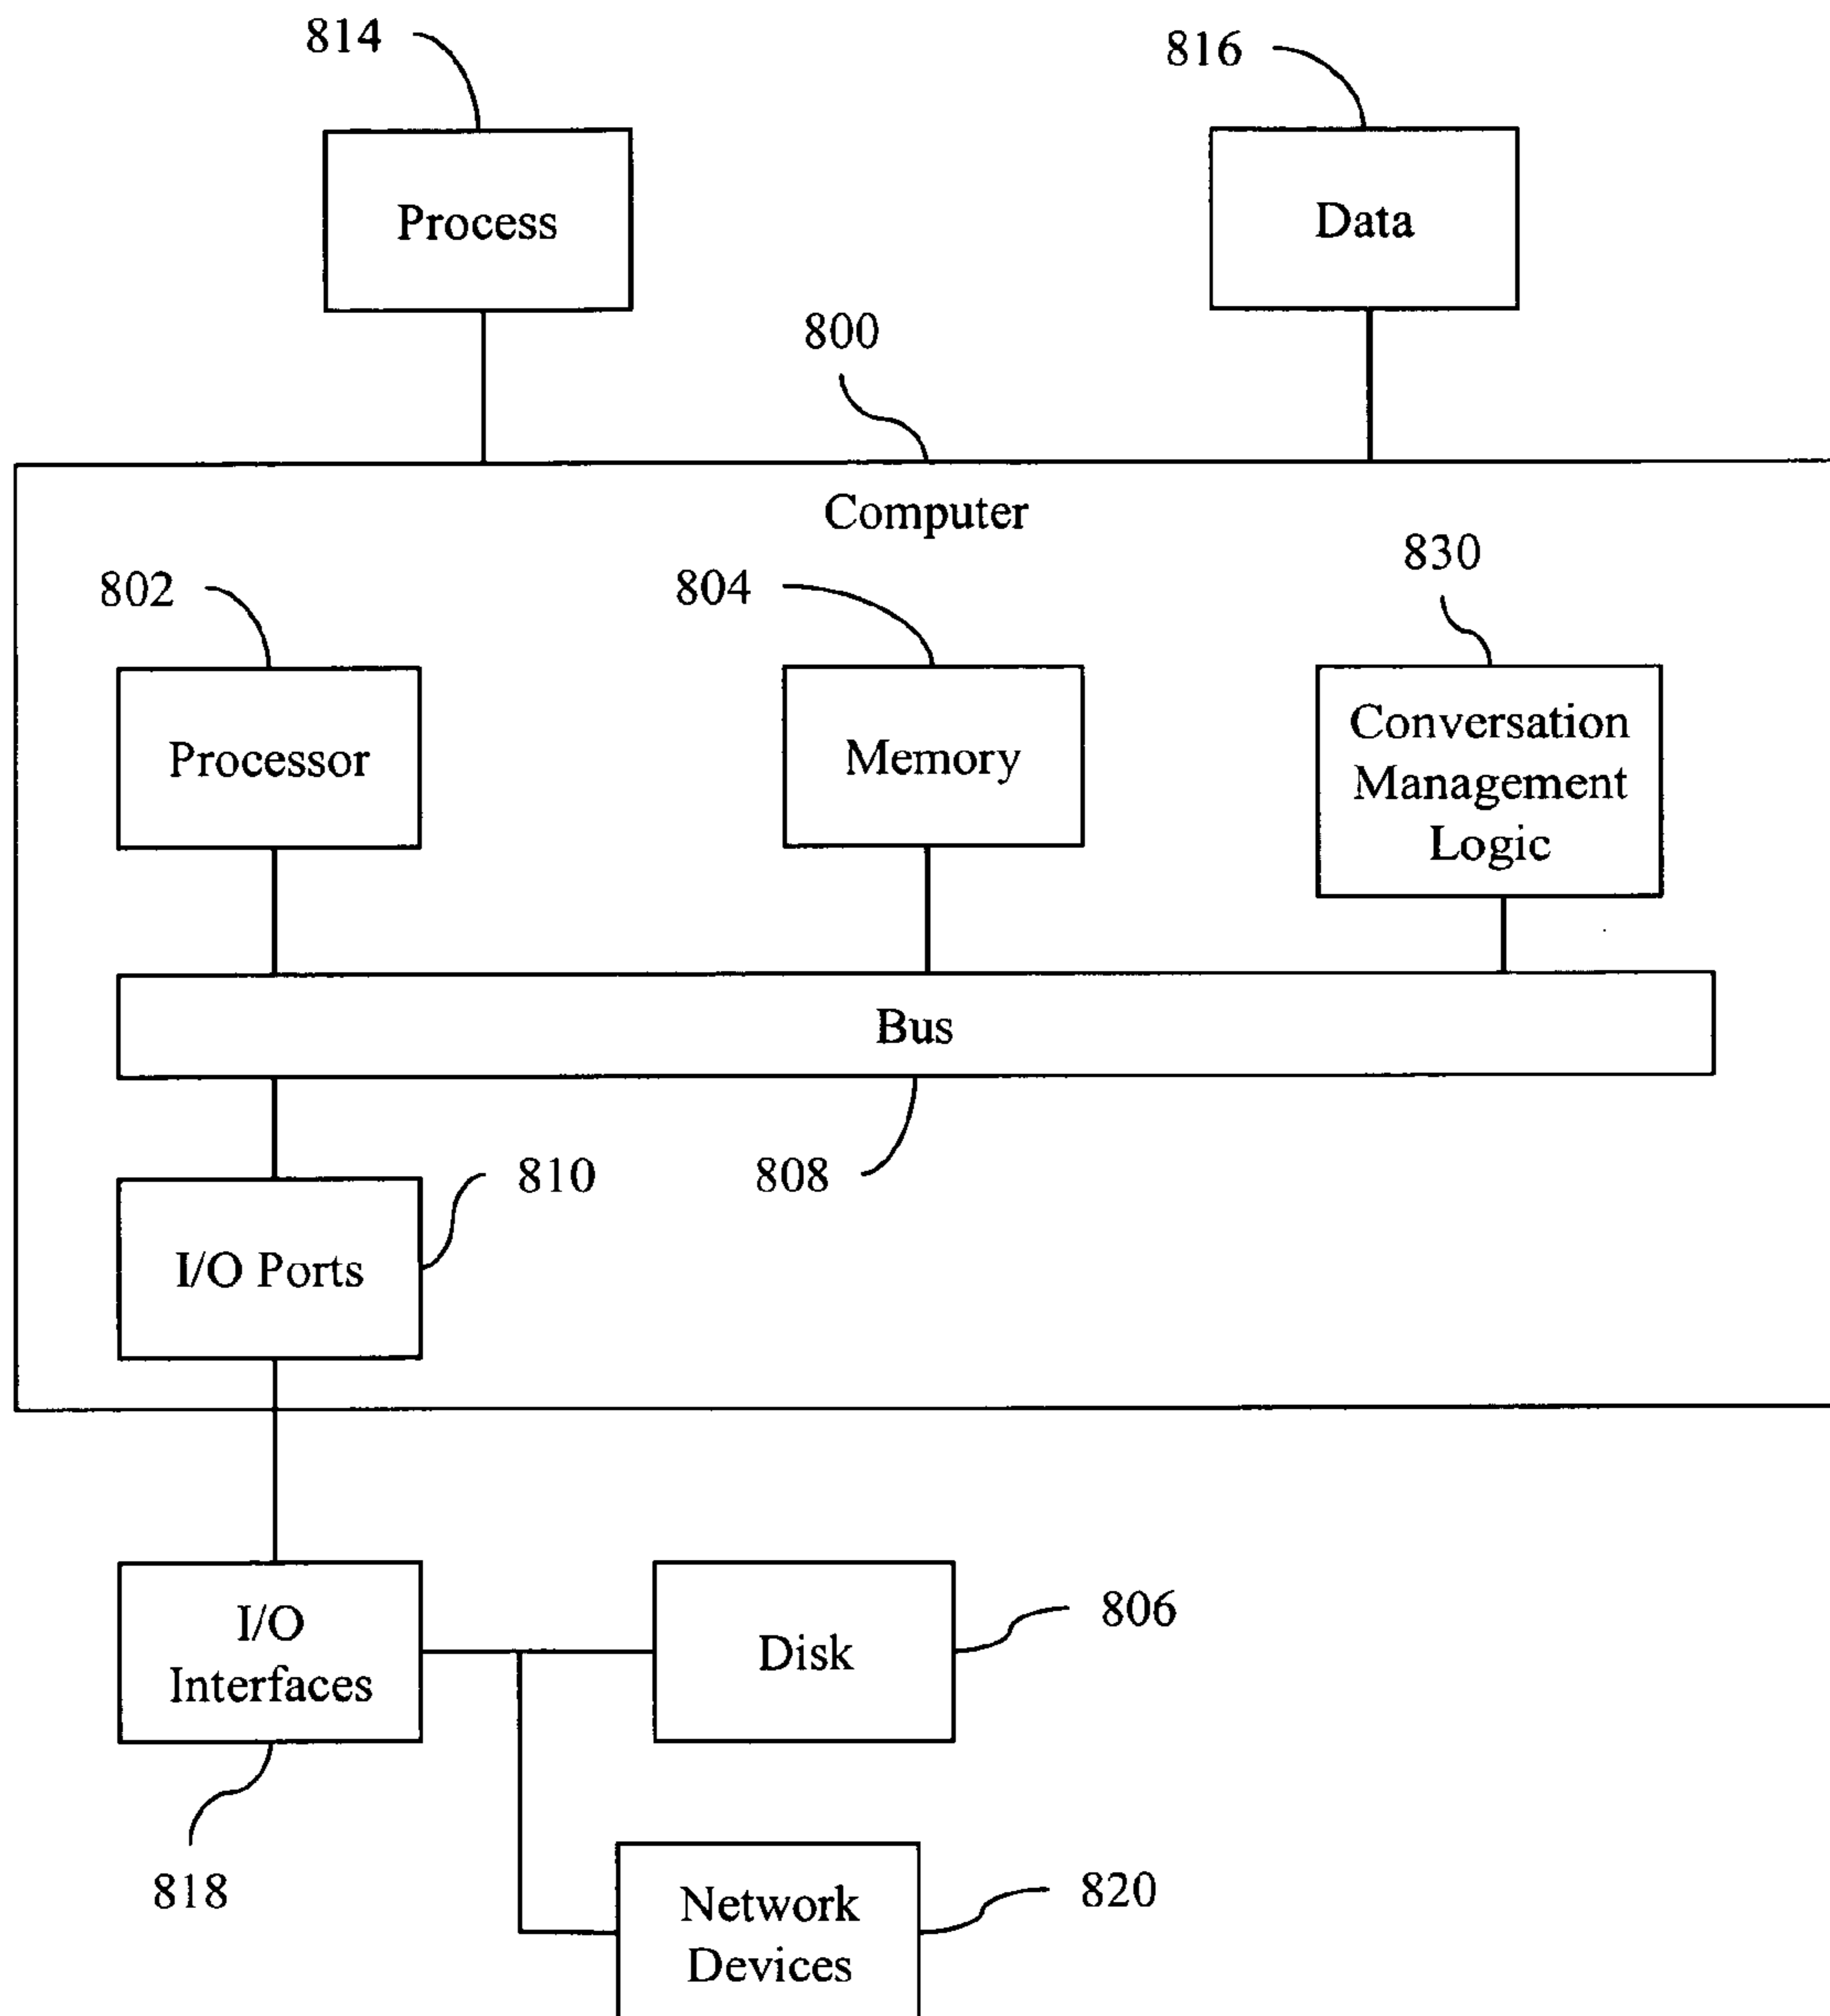 814
816
Process
Data
800
Computer
802
804
830
Processor
Memory
Conversation
Management
Logic
Bus
810
808
I/O Ports
I/O
Interfaces
Disk
806
818
Network
Devices
820